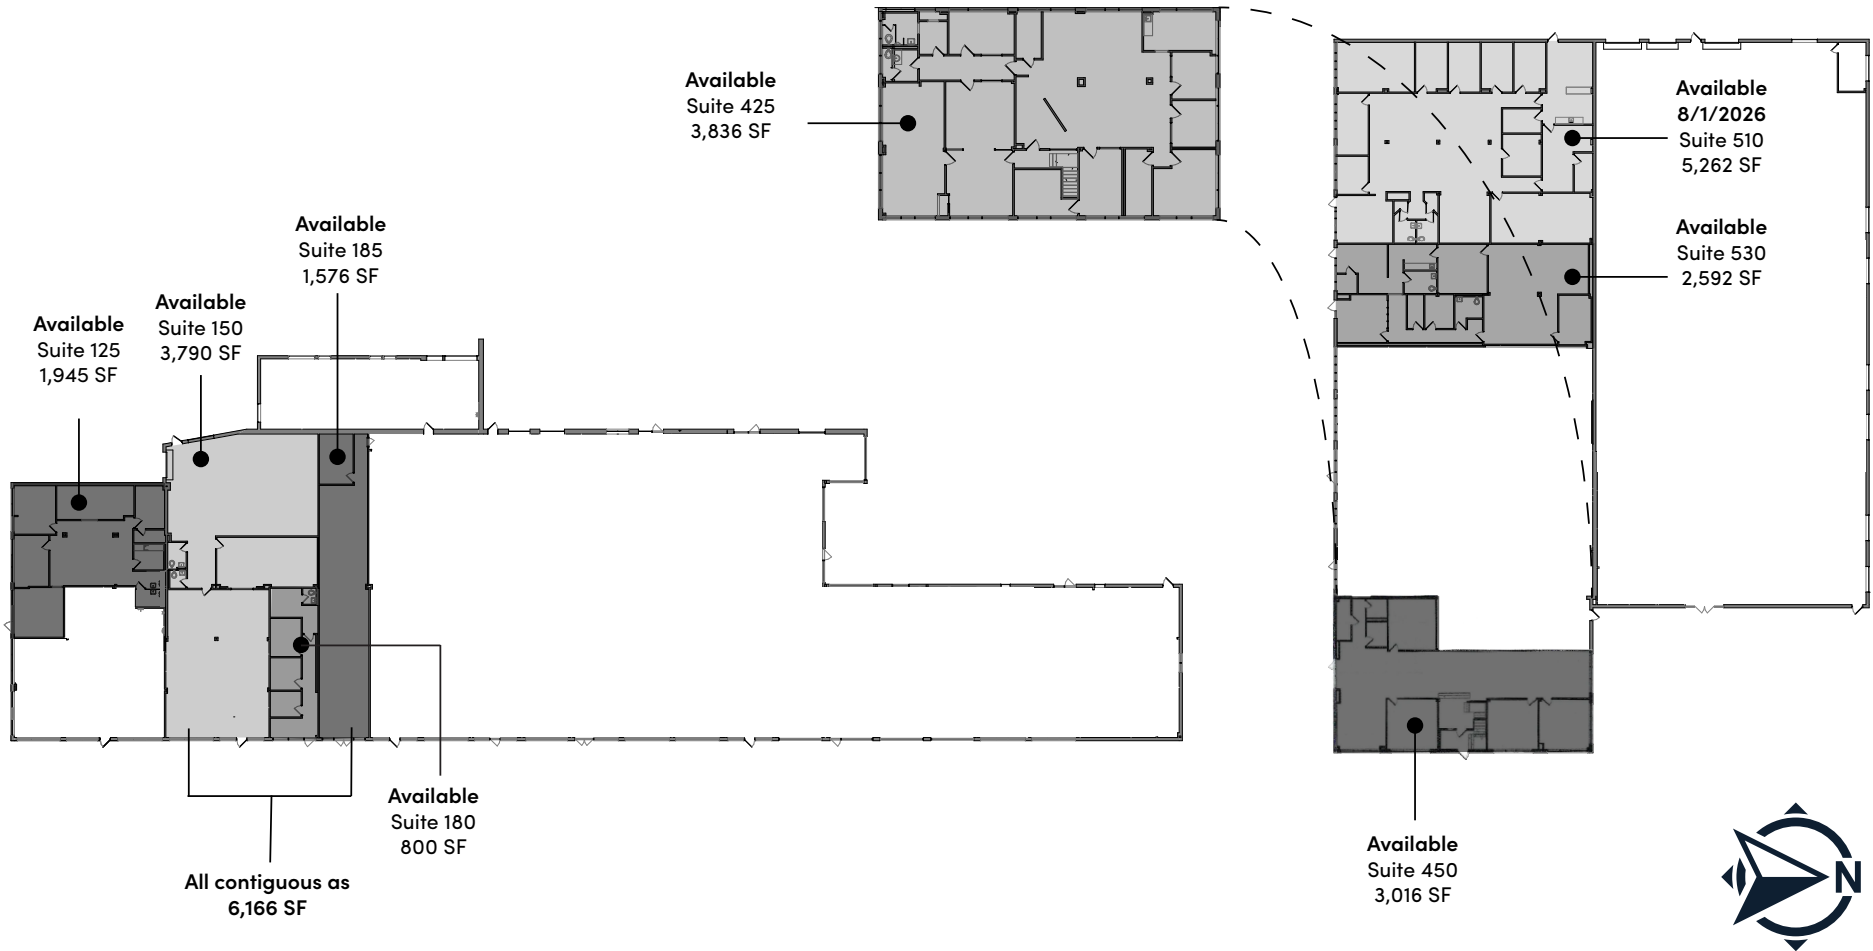 Available
Suite 425
3,836 SF
Available
8/1/2026
Suite 510
5,262 SF
Available
Suite 530
2,592 SF
Available
Suite 185
1,576 SF
Available
Suite 150
3,790 SF
Available
Suite 125
1,945 SF
Available
Suite 180
800 SF
All contiguous as
6,166 SF
Available
Suite 450
3,016 SF
N